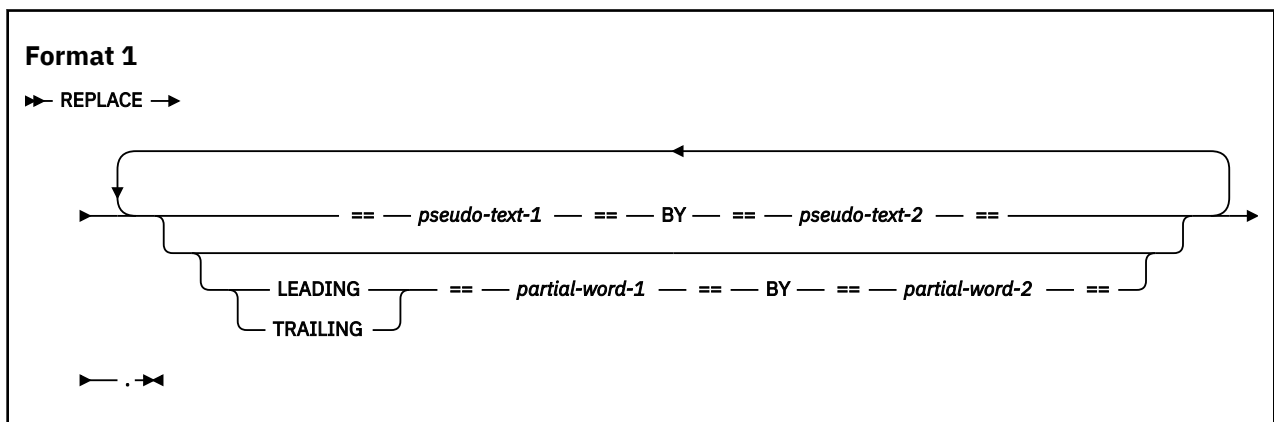 Format 1
REPLACE
== pseudo-text-1 == BY == pseudo-text-2 ==
LEADING == partial-word-1 == BY == partial-word-2 ==
TRAILING
.